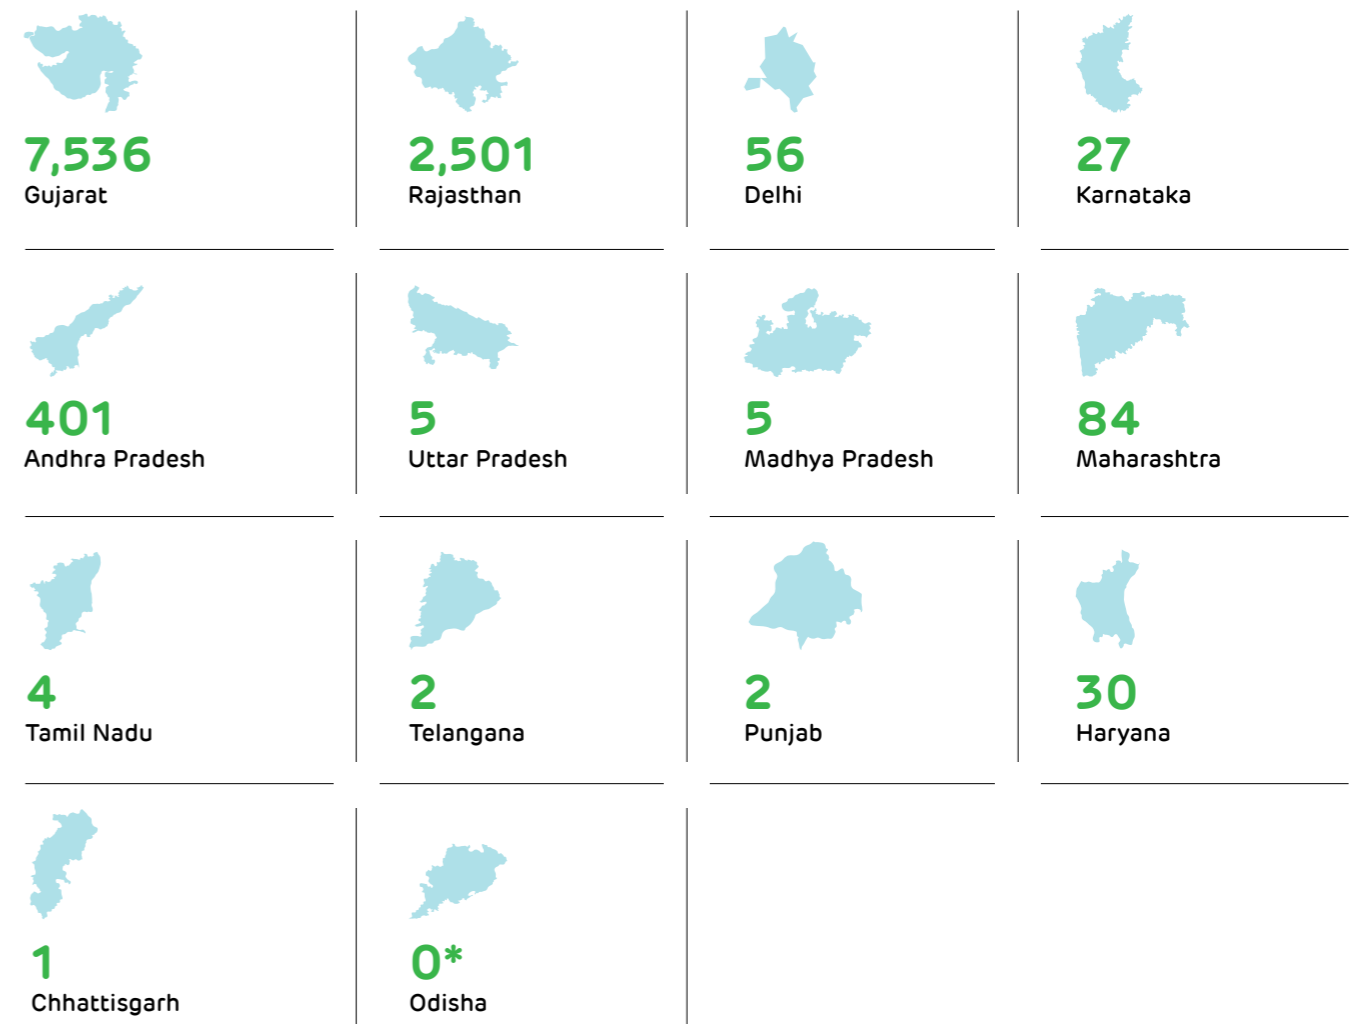 7,536
Gujarat
2,501
Rajasthan
56
Delhi
27
Karnataka
401
Andhra Pradesh
5
Uttar Pradesh
5
Madhya Pradesh
84
Maharashtra
4
Tamil Nadu
2
Telangana
2
Punjab
30
Haryana
1
Chhattisgarh
0*
Odisha